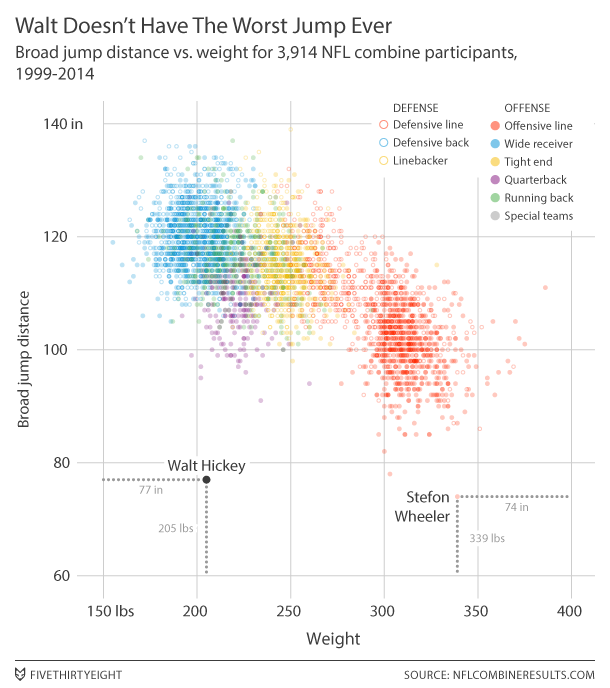 Walt Doesn't Have The Worst Jump Ever
Broad jump distance vs. weight for 3,914 NFL combine participants,
1999-2014
DEFENSE
Defensive line
Defensive back
Linebacker
OFFENSE
Offensive line
Wide receiver
Tight end
Quarterback
Running back
Special teams
140 in
120
100
80
60
Broad jump distance
Walt Hickey
77 in
205 lbs
Stefon
Wheeler
74 in
339 lbs
150 lbs
200
250
300
350
400
Weight
FIVETHIRTYEIGHT
SOURCE: NFLCOMBINERESULTS.COM